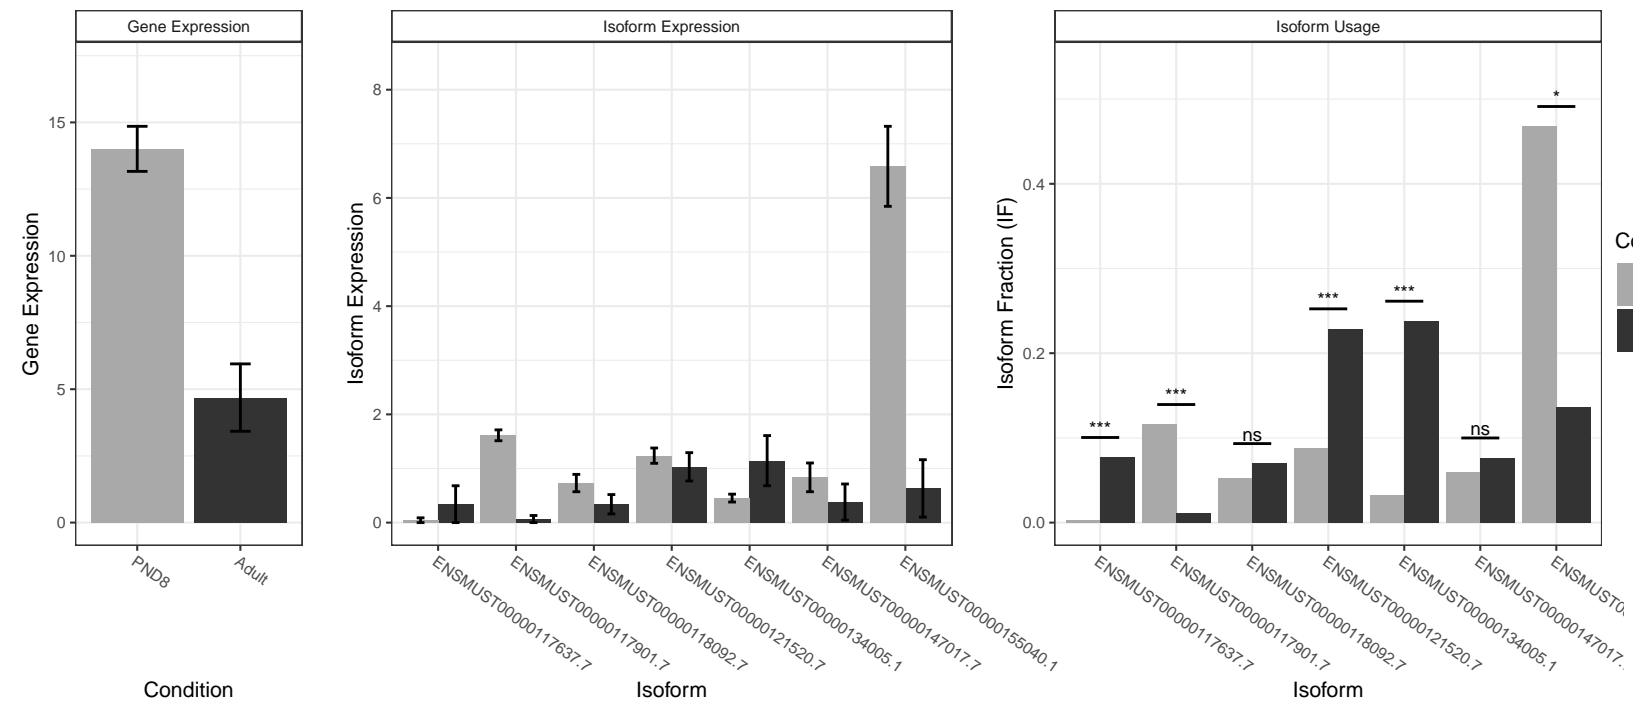 Gene Expression
Isoform Expression
Isoform Usage
Gene Expression
0
5
10
15
PND8
Adult
Condition
Isoform Expression
0
2
4
6
8
ENSMUST00000117637.7
ENSMUST00000117901.7
ENSMUST00000118092.7
ENSMUST00000121520.7
ENSMUST00000134005.1
ENSMUST00000147017.7
ENSMUST00000155040.1
Isoform
Isoform Fraction (IF)
0.0
0.2
0.4
***
***
ns
***
***
ns
*
ENSMUST00000117637.7
ENSMUST00000117901.7
ENSMUST00000118092.7
ENSMUST00000121520.7
ENSMUST00000134005.1
ENSMUST00000147017.
ENSMUST0
Isoform